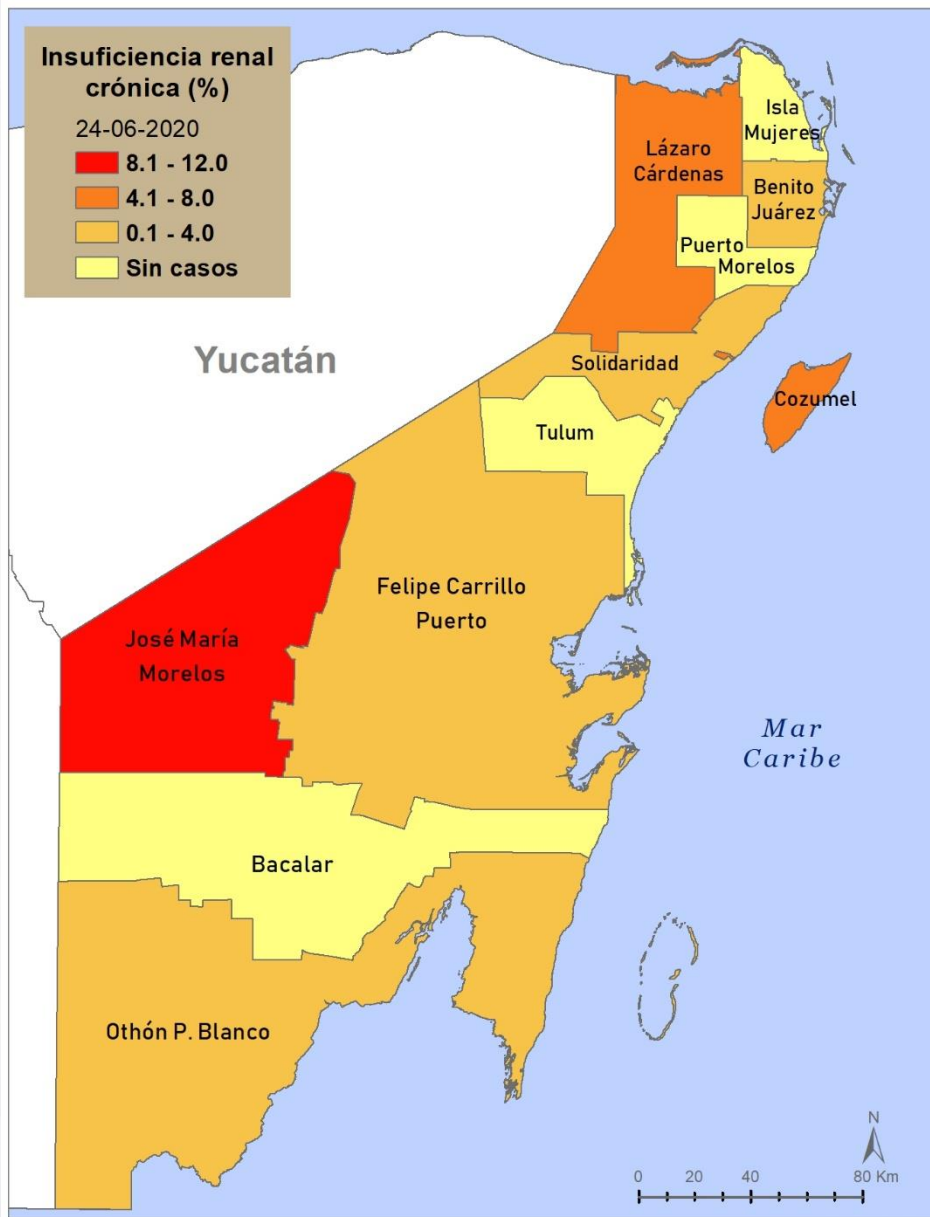 Insuficiencia renal
crónica (%)
24-06-2020
8.1 - 12.0
4.1 - 8.0
0.1 - 4.0
Sin casos
Isla
Mujeres
Lázaro
Cárdenas
Benito
Juárez
Puerto
Morelos
Yucatán
Solidaridad
Cozumel
Tulum
Felipe Carrillo
Puerto
José María
Morelos
Mar
Caribe
Bacalar
Othón P. Blanco
N
0 20 40 80 Km